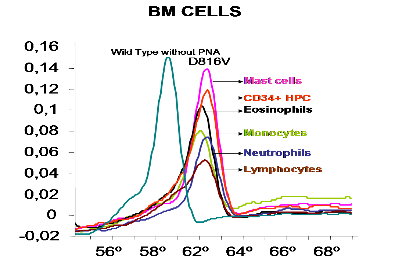 BM CELLS
0,16
Wild Type without PNA
D816V
0,14
Mast cells
0,12
CD34+ HPC
0,1
Eosinophils
0,08
Monocytes
0,06
Neutrophils
0,04
Lymphocytes
0,02
0
-0,02
56º 58º 62º 64º 66º 68º